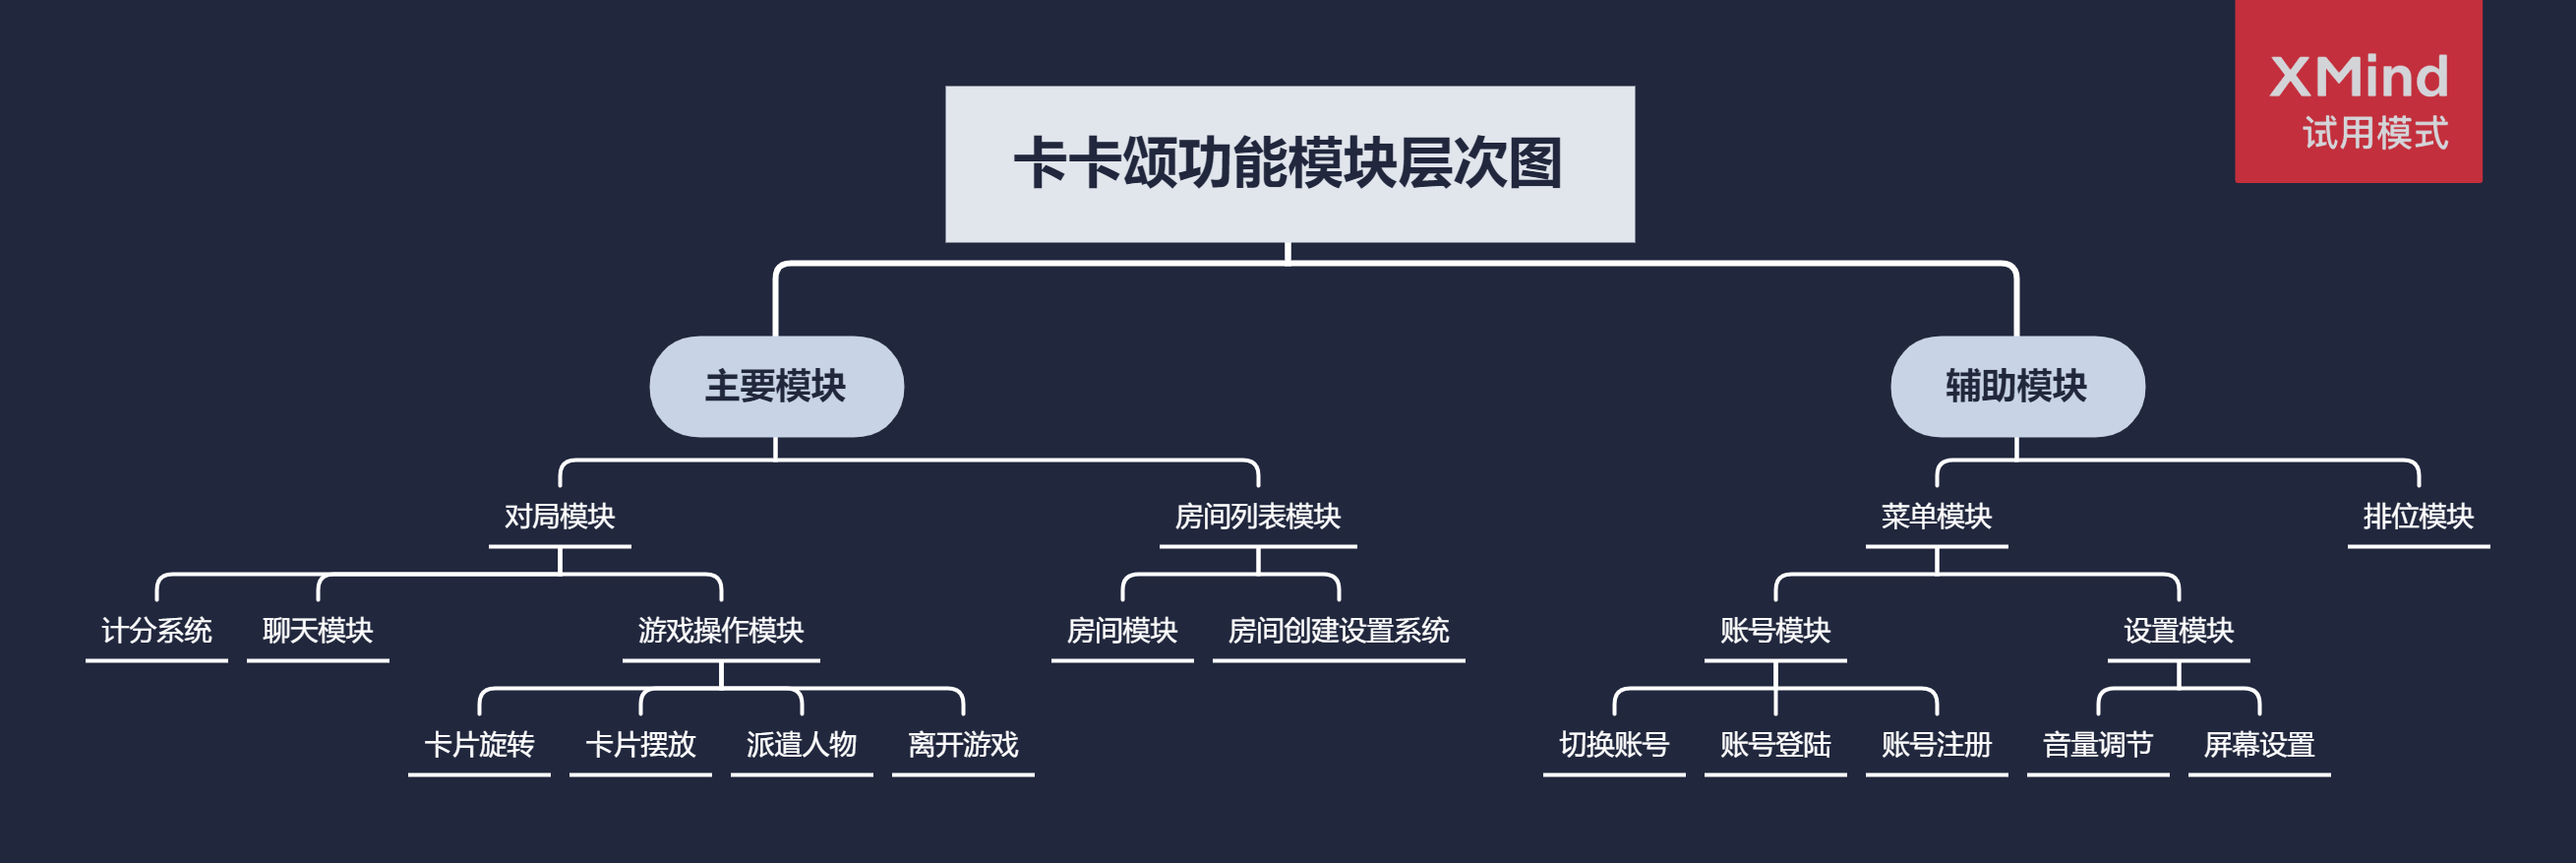 XMind
试用模式
卡卡颂功能模块层次图
主要模块
辅助模块
对局模块
房间列表模块
菜单模块
排位模块
计分系统
聊天模块
游戏操作模块
房间模块
房间创建设置系统
账号模块
设置模块
卡片旋转
卡片摆放
派遣人物
离开游戏
切换账号
账号登陆
账号注册
音量调节
屏幕设置